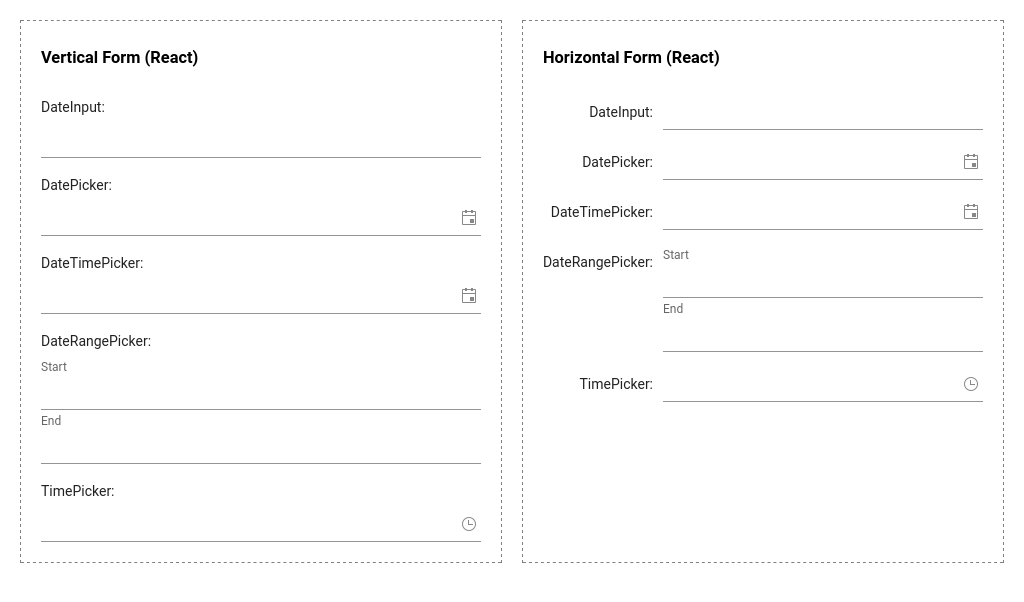 Vertical Form (React)
DateInput:
DatePicker:
DateTimePicker:
DateRangePicker:
Start
End
TimePicker:
Horizontal Form (React)
DateInput:
DatePicker:
DateTimePicker:
DateRangePicker:
Start
End
TimePicker: